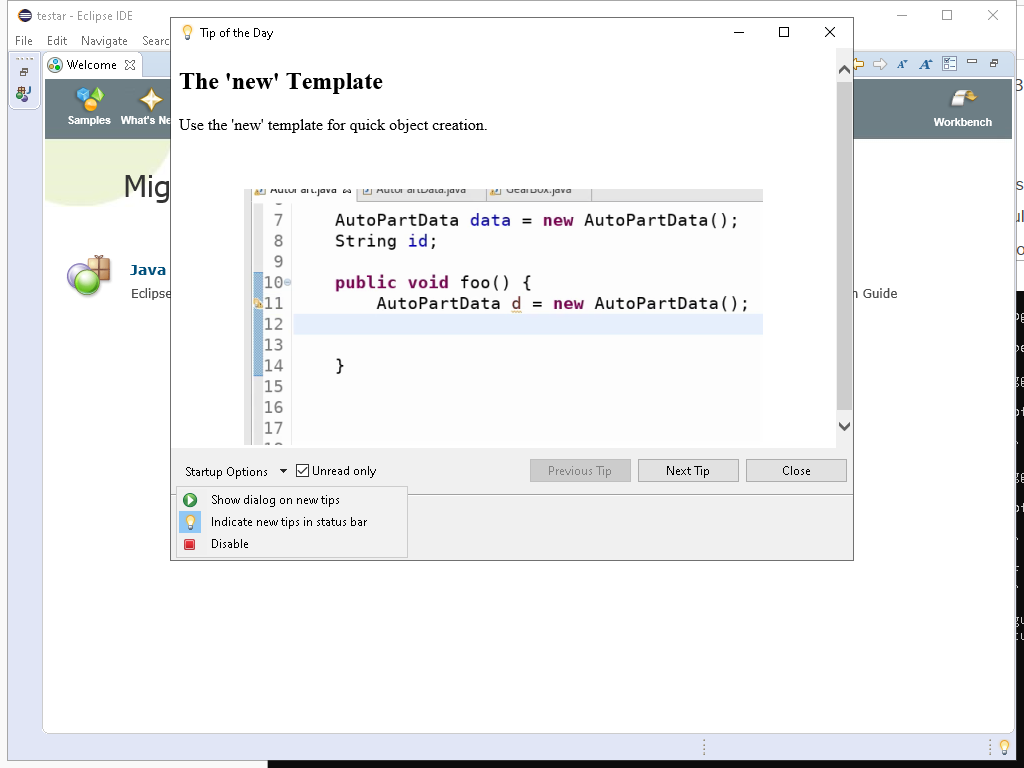 testar - Eclipse IDE
File Edit Navigate Searc
Welcome
Samples What's Ne
Workbench
Mig
Java
Eclipse
n Guide
Tip of the Day
The 'new' Template
Use the 'new' template for quick object creation.
AutoPart.java AutoPartData.java GearBox.java
7 AutoPartData data = new AutoPartData();
8 String id;
9
10 public void foo() {
11 AutoPartData d = new AutoPartData();
12
13
14 }
15
16
17
18
Startup Options Unread only Previous Tip Next Tip Close
Show dialog on new tips
Indicate new tips in status bar
Disable